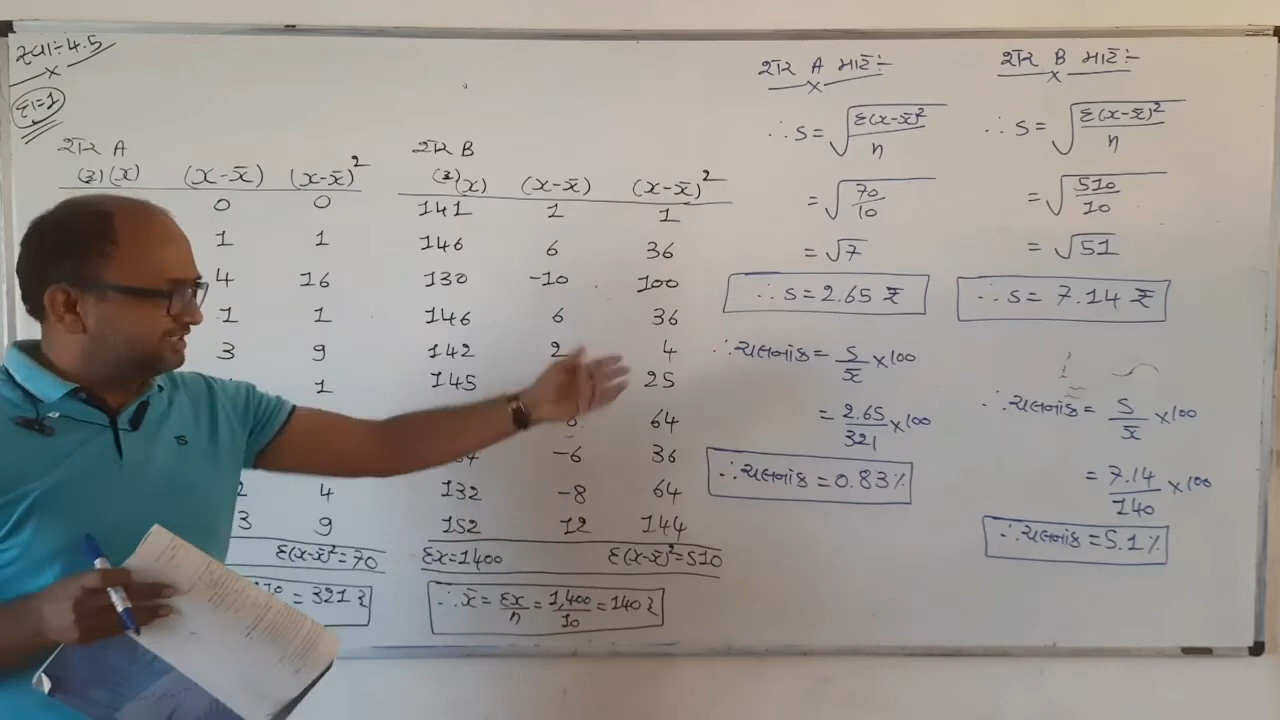 સ્વા÷4.5
દા=1
શૅર A
(₹)(x) (x-x̄) (x-x̄)²
0 0
1 1
4 16
1 1
3 9
1
2 4
3 9
Σ(x-x̄)²=70
= 321 ₹
શૅર B
(₹)(x) (x-x̄) (x-x̄)²
141 1 1
146 6 36
130 -10 100
146 6 36
142 2 4
145 25
64
-6 36
132 -8 64
152 12 144
Σx=1400 Σ(x-x̄)²=510
∴ x̄ = Σx/n = 1,400/10 = 140 ₹
શૅર A માટે:-
∴ S = √Σ(x-x̄)²/n
= √70/10
= √7
∴ S = 2.65 ₹
∴ ચલનાંક = S/x̄ × 100
= 2.65/321 × 100
∴ ચલનાંક = 0.83%
શૅર B માટે:-
∴ S = √Σ(x-x̄)²/n
= √510/10
= √51
∴ S = 7.14 ₹
∴ ચલનાંક = S/x̄ × 100
= 7.14/140 × 100
∴ ચલનાંક = 5.1%